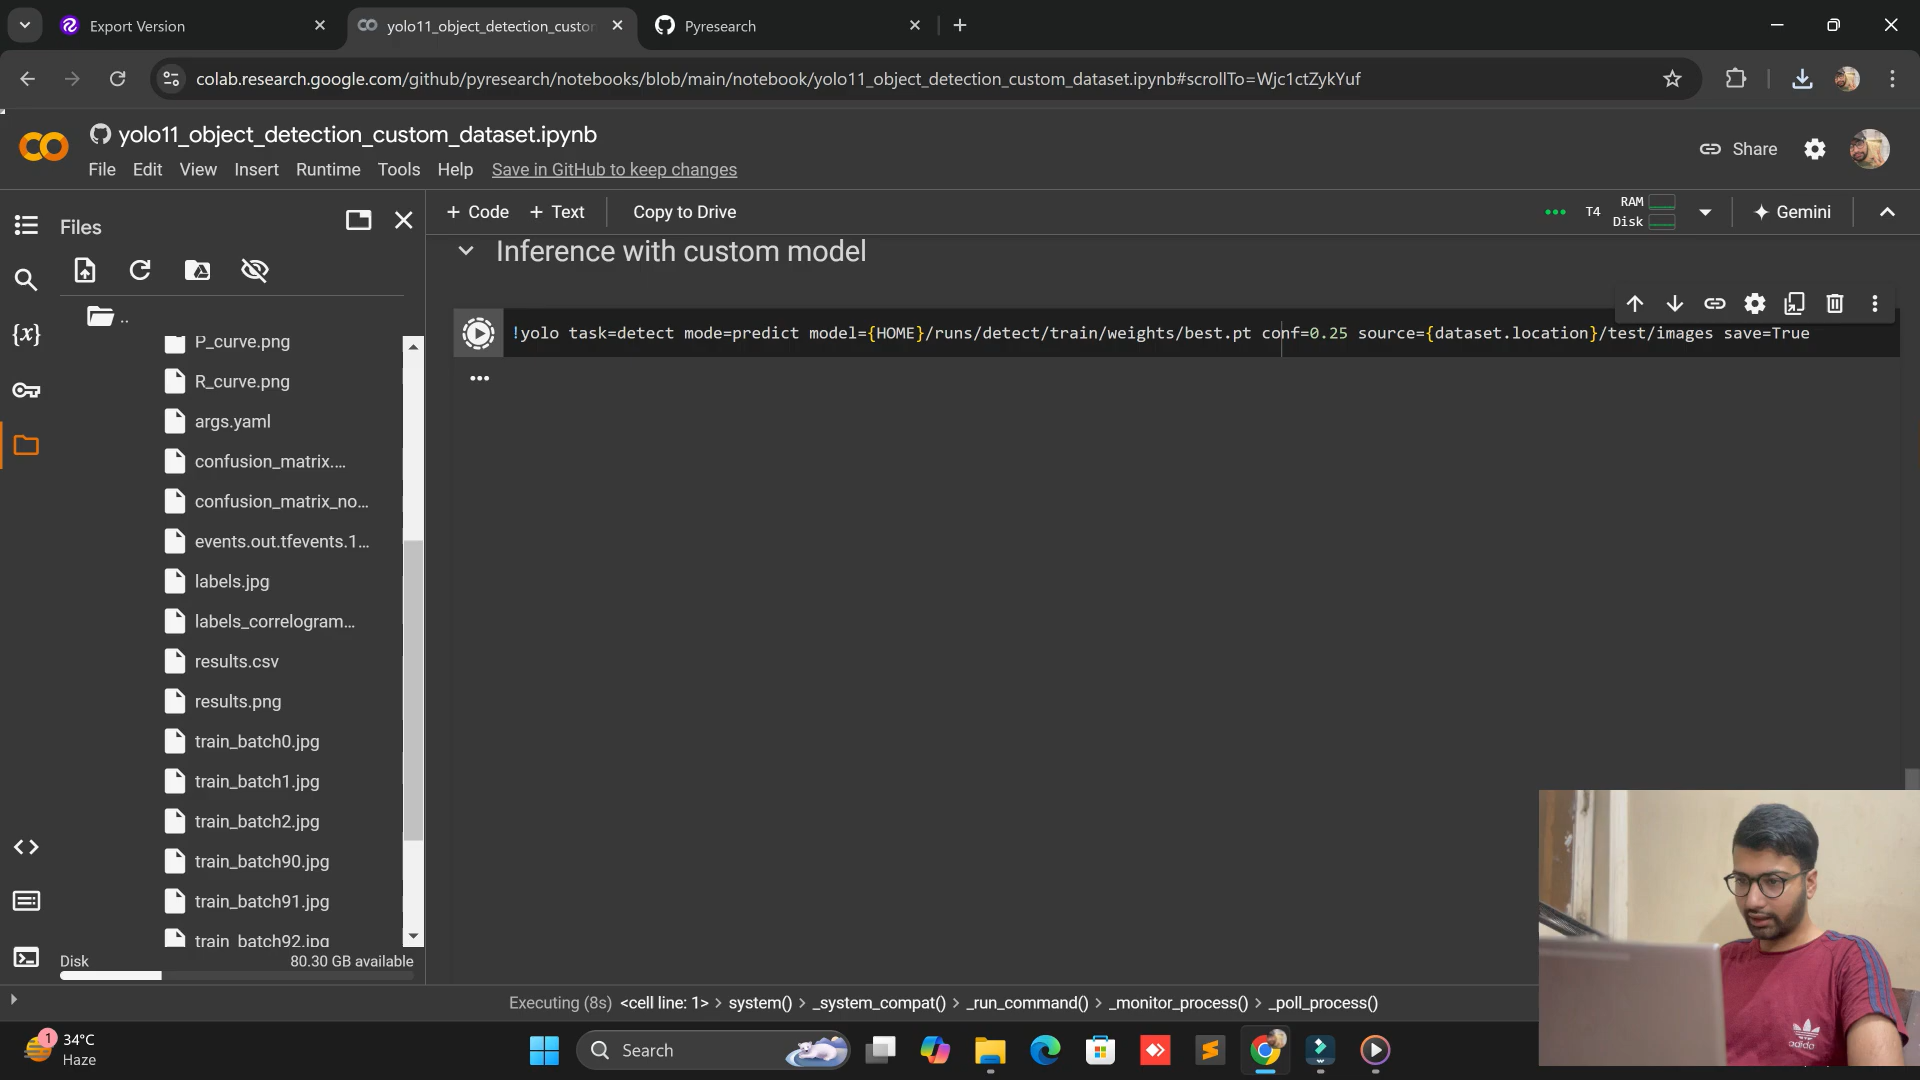 Export Version
yolo11_object_detection_custo
Pyresearch
colab.research.google.com/github/pyresearch/notebooks/blob/main/notebook/yolo11_object_detection_custom_dataset.ipynb#scrollTo=Wjc1ctZykYuf
yolo11_object_detection_custom_dataset.ipynb
File Edit View Insert Runtime Tools Help Save in GitHub to keep changes
Share
Files
+ Code + Text Copy to Drive
T4 RAM Disk
Gemini
Inference with custom model
..
!yolo task=detect mode=predict model={HOME}/runs/detect/train/weights/best.pt conf=0.25 source={dataset.location}/test/images save=True
P_curve.png
R_curve.png
args.yaml
confusion_matrix....
confusion_matrix_no...
events.out.tfevents.1...
labels.jpg
labels_correlogram...
results.csv
results.png
train_batch0.jpg
train_batch1.jpg
train_batch2.jpg
train_batch90.jpg
train_batch91.jpg
train_batch92.jpg
Disk 80.30 GB available
Executing (8s) <cell line: 1> > system() > _system_compat() > _run_command() > _monitor_process() > _poll_process()
1
34°C
Haze
Search
adidas